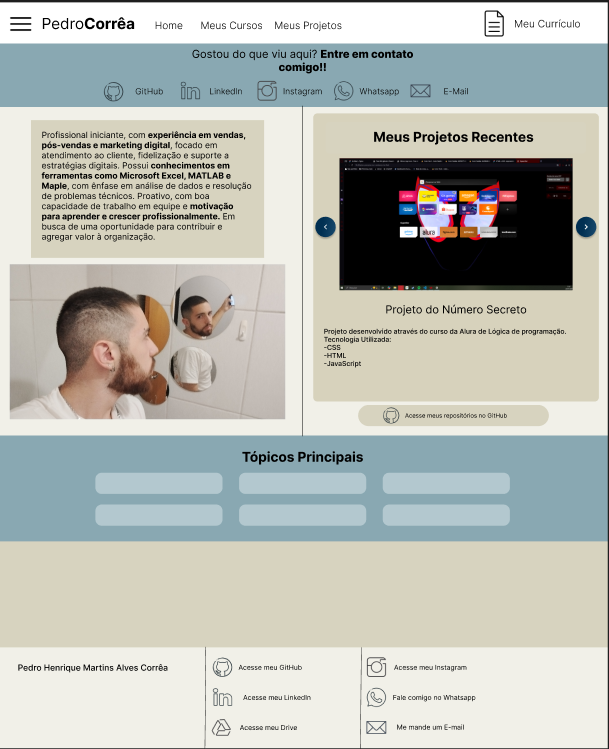 PedroCorrêa
Home
Meus Cursos
Meus Projetos
Meu Currículo
Gostou do que viu aqui? Entre em contato
comigo!!
GitHub
LinkedIn
Instagram
Whatsapp
E-Mail
Profissional iniciante, com experiência em vendas,
pós-vendas e marketing digital, focado em
atendimento ao cliente, fidelização e suporte a
estratégias digitais. Possui conhecimentos em
ferramentas como Microsoft Excel, MATLAB e
Maple, com ênfase em análise de dados e resolução
de problemas técnicos. Proativo, com boa
capacidade de trabalho em equipe e motivação
para aprender e crescer profissionalmente. Em
busca de uma oportunidade para contribuir e
agregar valor à organização.
Meus Projetos Recentes
alura
Projeto do Número Secreto
Projeto desenvolvido através do curso da Alura de Lógica de programação.
Tecnologia Utilizada:
-CSS
-HTML
-JavaScript
Acesse meus repositórios no GitHub
Tópicos Principais
Pedro Henrique Martins Alves Corrêa
Acesse meu GitHub
Acesse meu LinkedIn
Acesse meu Drive
Acesse meu Instagram
Fale comigo no Whatsapp
Me mande um E-mail